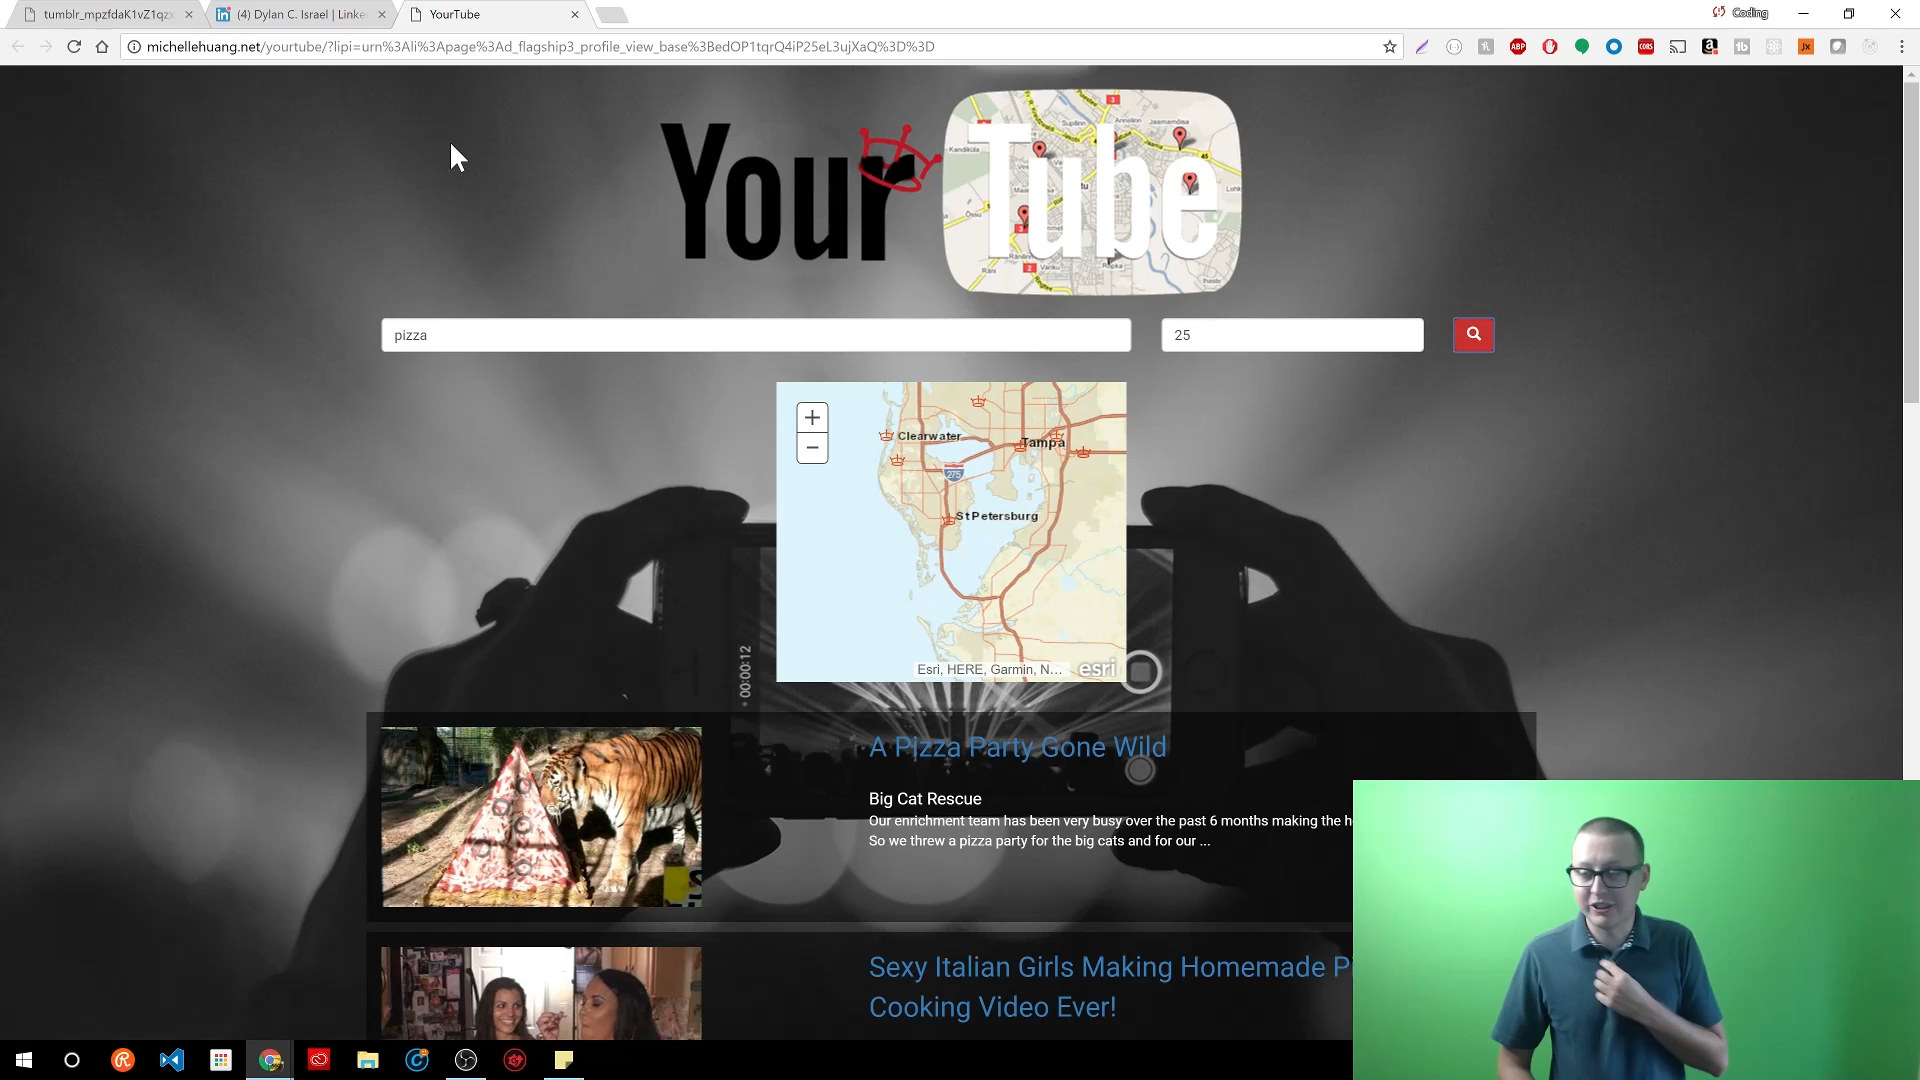 tumblr_mpzfdaK1vZ1qzx
(4) Dylan C. Israel | Linke
YourTube
Coding
michellehuang.net/yourtube/?lipi=urn%3Ali%3Apage%3Ad_flagship3_profile_view_base%3BedOP1tqrQ4iP25eL3ujXaQ%3D%3D
YourTube
pizza
25
+
−
Clearwater
Tampa
275
St Petersburg
Esri, HERE, Garmin, N...
esri
00:00:12
A Pizza Party Gone Wild
Big Cat Rescue
Our enrichment team has been very busy over the past 6 months making the h
So we threw a pizza party for the big cats and for our ...
Sexy Italian Girls Making Homemade Pi
Cooking Video Ever!